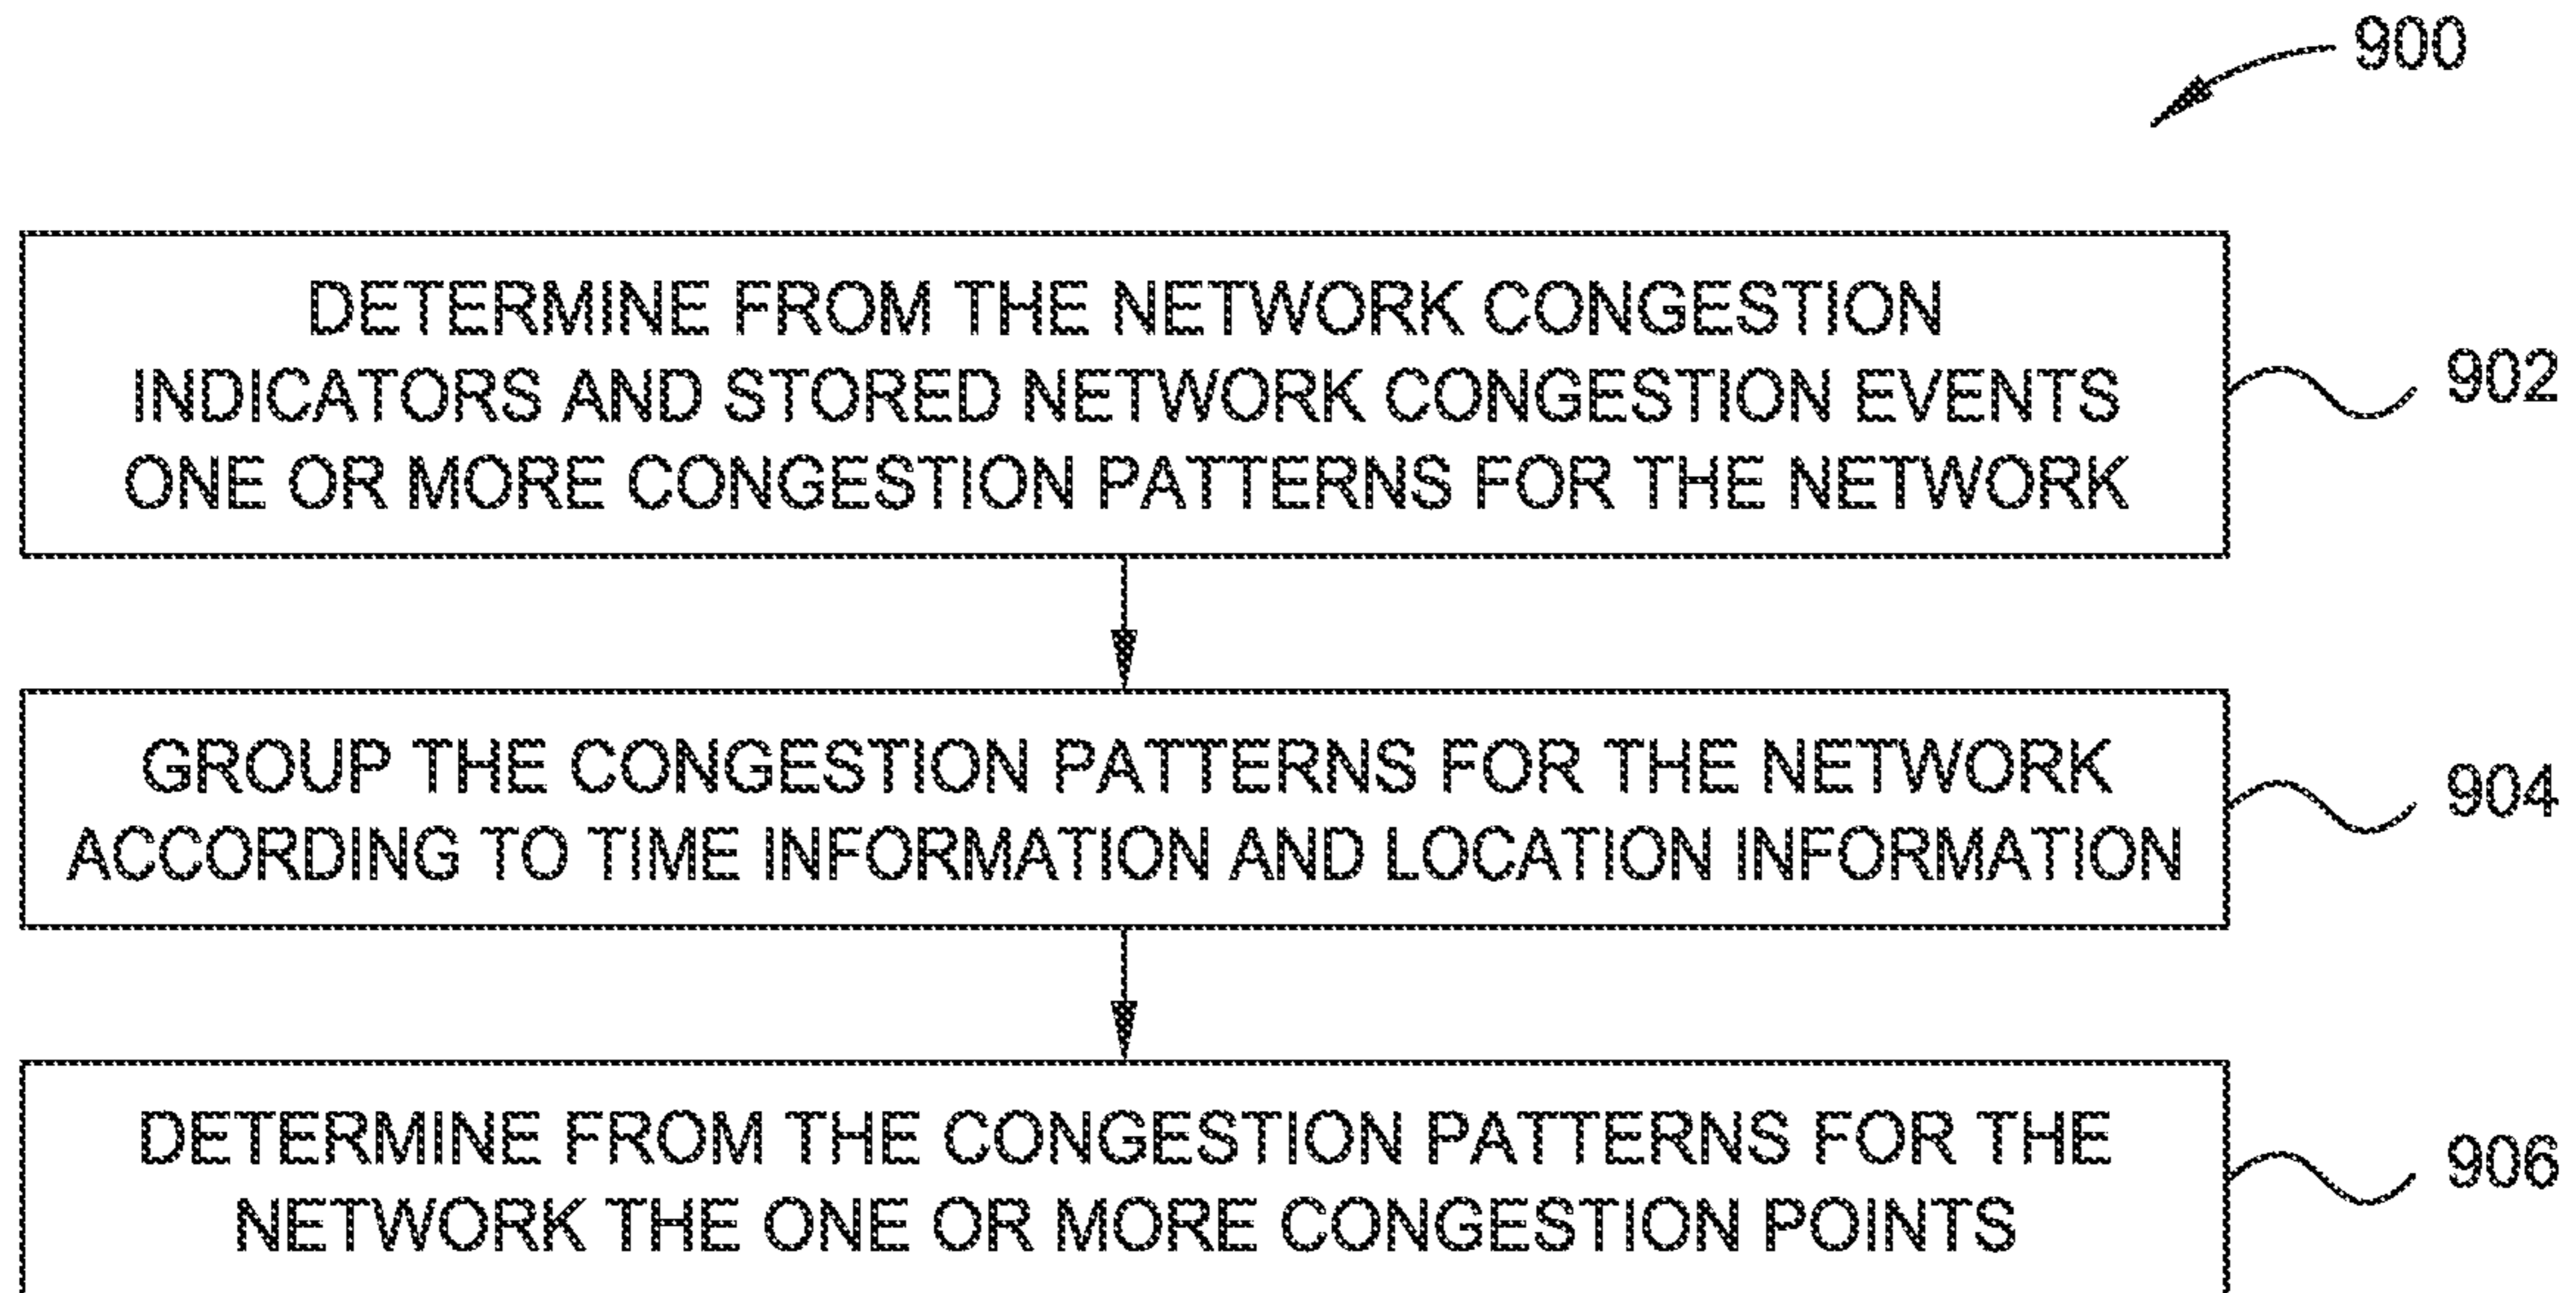 900
DETERMINE FROM THE NETWORK CONGESTION
INDICATORS AND STORED NETWORK CONGESTION EVENTS
ONE OR MORE CONGESTION PATTERNS FOR THE NETWORK
902
GROUP THE CONGESTION PATTERNS FOR THE NETWORK
ACCORDING TO TIME INFORMATION AND LOCATION INFORMATION
904
DETERMINE FROM THE CONGESTION PATTERNS FOR THE
NETWORK THE ONE OR MORE CONGESTION POINTS
906